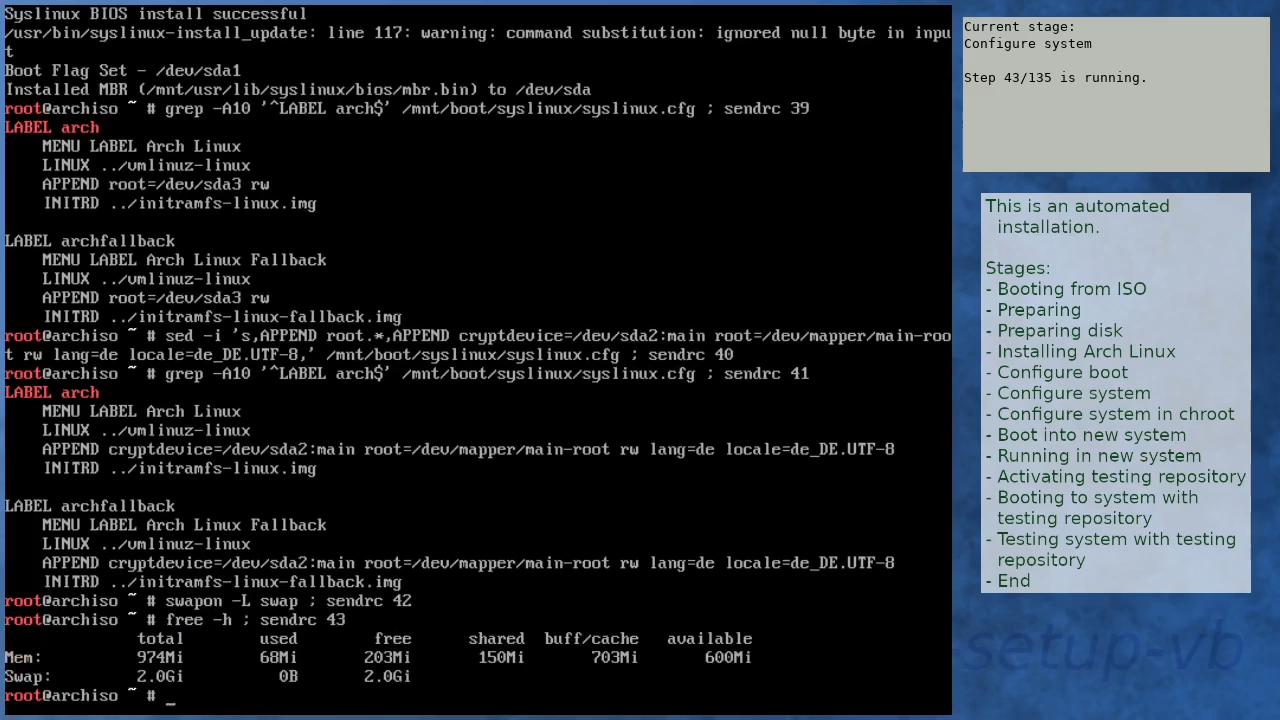 Syslinux BIOS install successful
/usr/bin/syslinux-install_update: line 117: warning: command substitution: ignored null byte in inpu
t
Boot Flag Set - /dev/sda1
Installed MBR (/mnt/usr/lib/syslinux/bios/mbr.bin) to /dev/sda
root@archiso ~ # grep -A10 '^LABEL arch$' /mnt/boot/syslinux/syslinux.cfg ; sendrc 39
LABEL arch
    MENU LABEL Arch Linux
    LINUX ../vmlinuz-linux
    APPEND root=/dev/sda3 rw
    INITRD ../initramfs-linux.img

LABEL archfallback
    MENU LABEL Arch Linux Fallback
    LINUX ../vmlinuz-linux
    APPEND root=/dev/sda3 rw
    INITRD ../initramfs-linux-fallback.img
root@archiso ~ # sed -i 's,APPEND root.*,APPEND cryptdevice=/dev/sda2:main root=/dev/mapper/main-roo
t rw lang=de locale=de_DE.UTF-8,' /mnt/boot/syslinux/syslinux.cfg ; sendrc 40
root@archiso ~ # grep -A10 '^LABEL arch$' /mnt/boot/syslinux/syslinux.cfg ; sendrc 41
LABEL arch
    MENU LABEL Arch Linux
    LINUX ../vmlinuz-linux
    APPEND cryptdevice=/dev/sda2:main root=/dev/mapper/main-root rw lang=de locale=de_DE.UTF-8
    INITRD ../initramfs-linux.img

LABEL archfallback
    MENU LABEL Arch Linux Fallback
    LINUX ../vmlinuz-linux
    APPEND cryptdevice=/dev/sda2:main root=/dev/mapper/main-root rw lang=de locale=de_DE.UTF-8
    INITRD ../initramfs-linux-fallback.img
root@archiso ~ # swapon -L swap ; sendrc 42
root@archiso ~ # free -h ; sendrc 43
              total        used        free      shared  buff/cache   available
Mem:          974Mi        68Mi       203Mi       150Mi       703Mi       600Mi
Swap:         2.0Gi          0B       2.0Gi
root@archiso ~ # _
Current stage:
Configure system

Step 43/135 is running.
This is an automated
installation.

Stages:
- Booting from ISO
- Preparing
- Preparing disk
- Installing Arch Linux
- Configure boot
- Configure system
- Configure system in chroot
- Boot into new system
- Running in new system
- Activating testing repository
- Booting to system with
testing repository
- Testing system with testing
repository
- End
-setup-vb